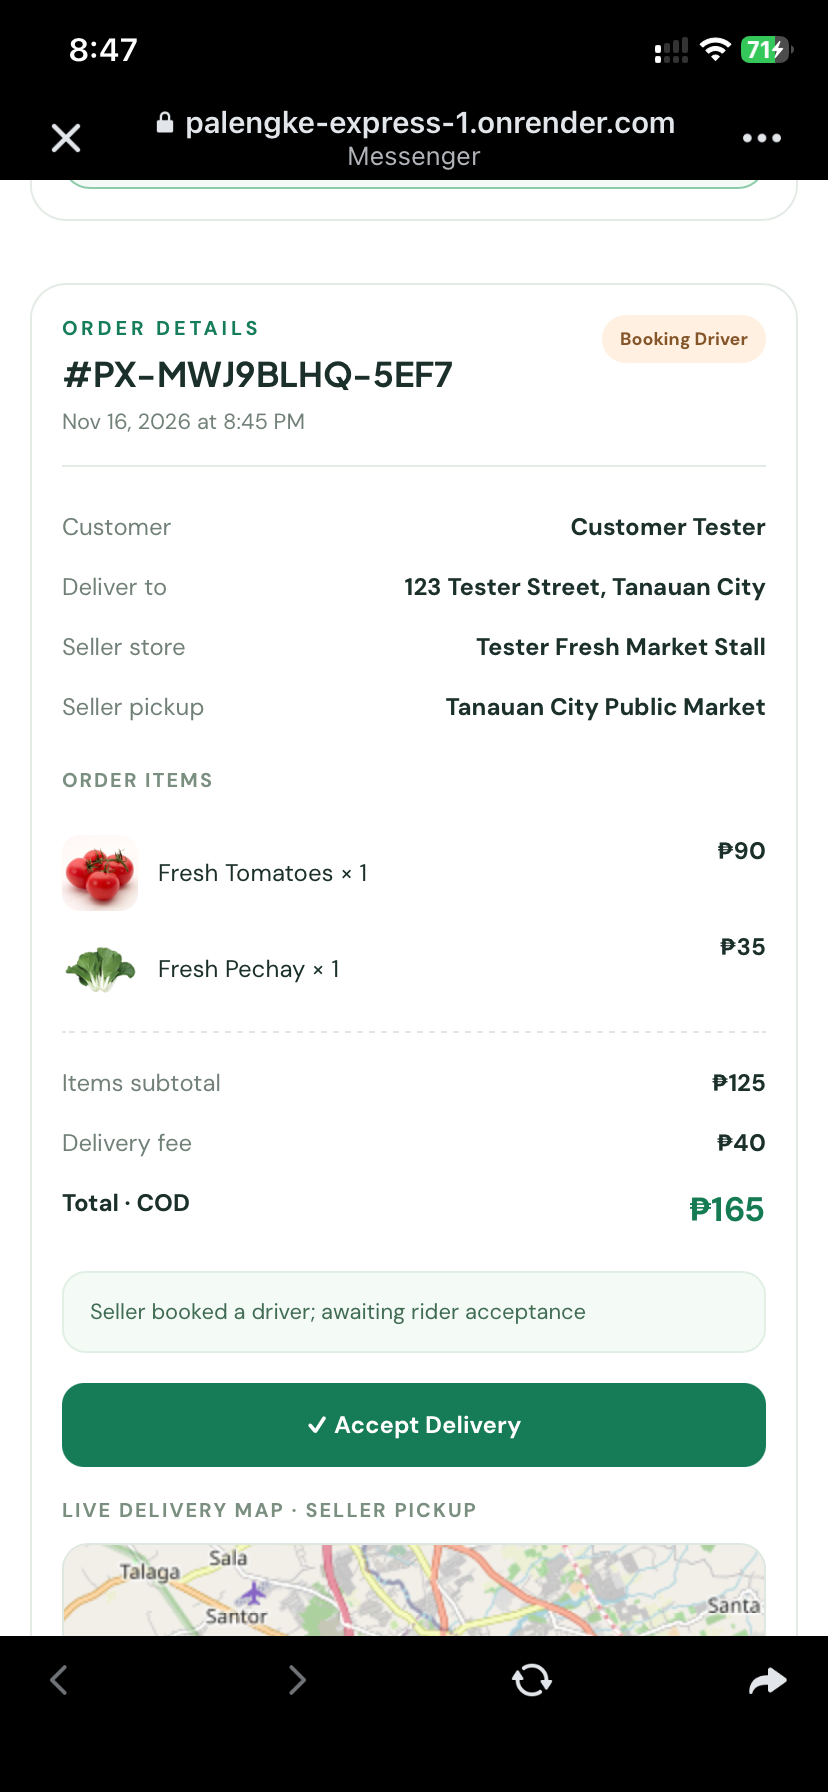 8:47
71
palengke-express-1.onrender.com
Messenger
ORDER DETAILS
Booking Driver
#PX-MWJ9BLHQ-5EF7
Nov 16, 2026 at 8:45 PM
Customer Customer Tester
Deliver to 123 Tester Street, Tanauan City
Seller store Tester Fresh Market Stall
Seller pickup Tanauan City Public Market
ORDER ITEMS
Fresh Tomatoes × 1 ₱90
Fresh Pechay × 1 ₱35
Items subtotal ₱125
Delivery fee ₱40
Total · COD ₱165
Seller booked a driver; awaiting rider acceptance
✓ Accept Delivery
LIVE DELIVERY MAP · SELLER PICKUP
Sala
Talaga
Santor
Santa